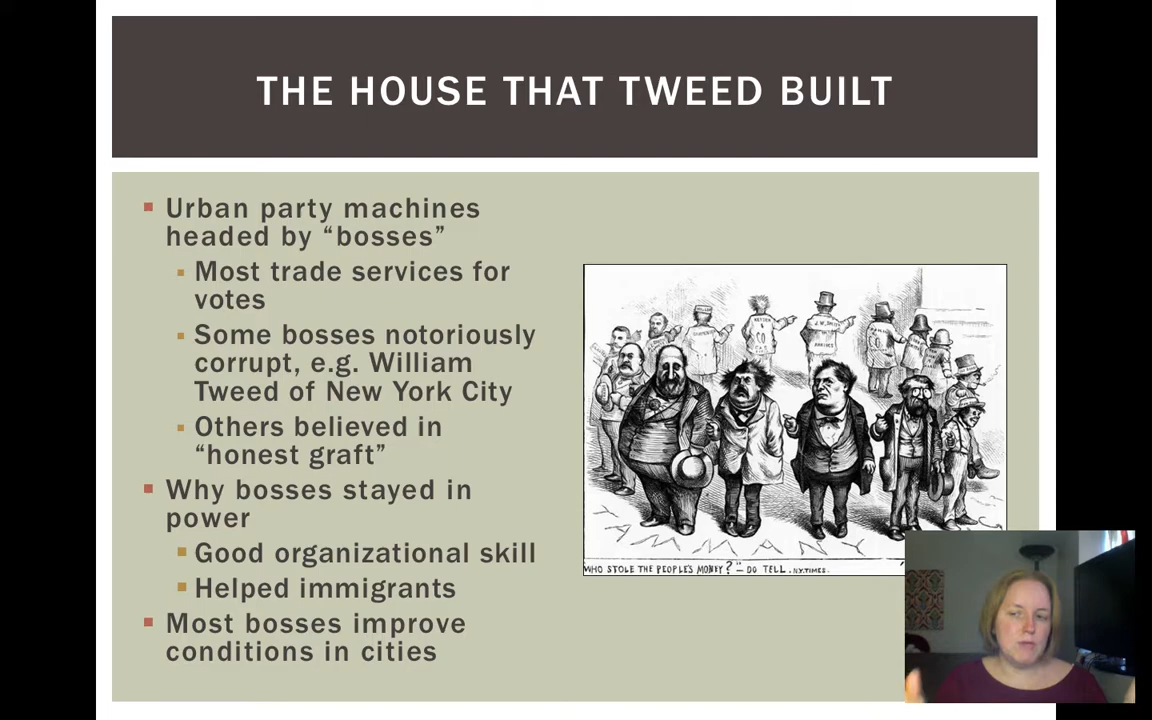 THE HOUSE THAT TWEED BUILT
▪ Urban party machines
headed by “bosses”
▪ Most trade services for
votes
▪ Some bosses notoriously
corrupt, e.g. William
Tweed of New York City
▪ Others believed in
“honest graft”
▪ Why bosses stayed in
power
▪ Good organizational skill
▪ Helped immigrants
▪ Most bosses improve
conditions in cities
TAMMANY
"WHO STOLE THE PEOPLE'S MONEY?" – DO TELL. N.Y.TIMES.